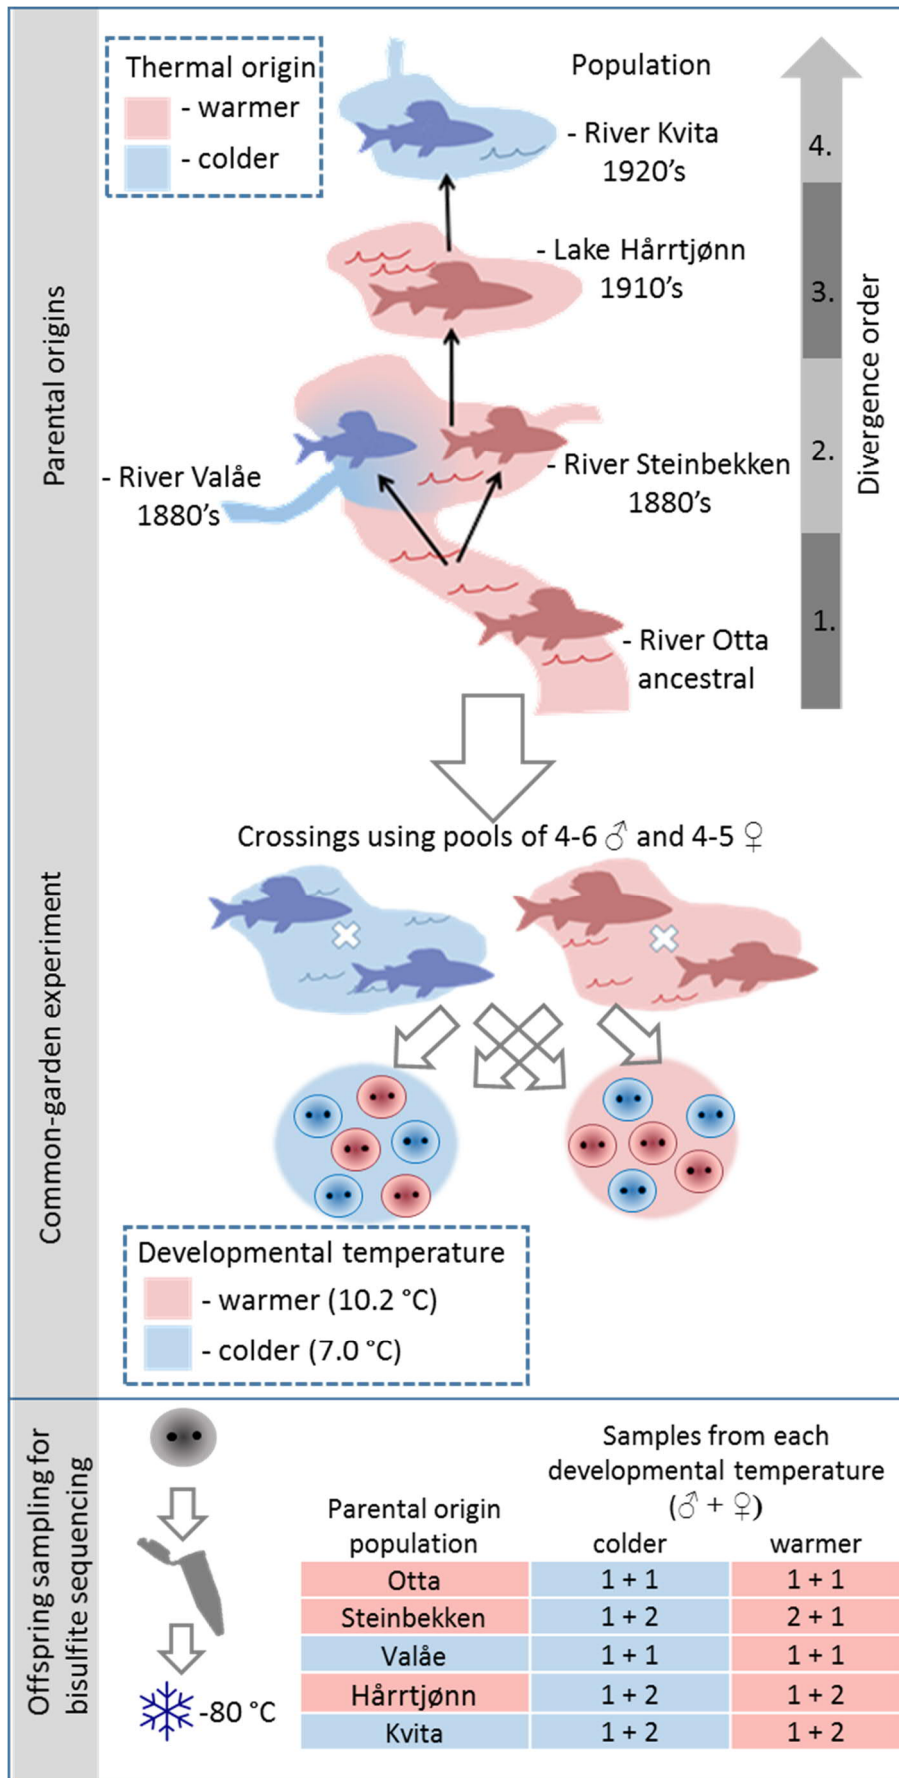 Thermal origin
- warmer
- colder
Population
- River Kvita
1920's
- Lake Hårrtjønn
1910's
- River Valåe
1880's
- River Steinbekken
1880's
- River Otta
ancestral
4.
3.
2.
1.
Divergence order
Parental origins
Crossings using pools of 4-6 ♂ and 4-5 ♀
Common-garden experiment
Developmental temperature
- warmer (10.2 °C)
- colder (7.0 °C)
Offspring sampling for
bisulfite sequencing
-80 °C
Samples from each
developmental temperature
(♂ + ♀)
Parental origin
population colder warmer
Otta 1 + 1 1 + 1
Steinbekken 1 + 2 2 + 1
Valåe 1 + 1 1 + 1
Hårrtjønn 1 + 2 1 + 2
Kvita 1 + 2 1 + 2